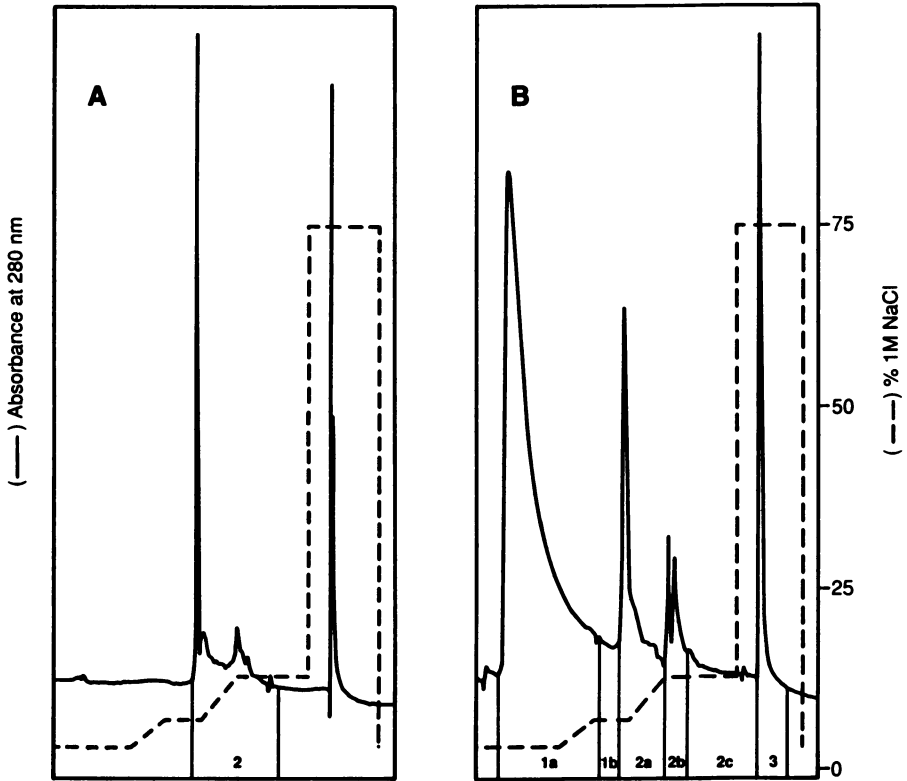 A
B
(——) Absorbance at 280 nm
75
50
25
0
(– – –) % 1M NaCl
2
1a
1b
2a
2b
2c
3